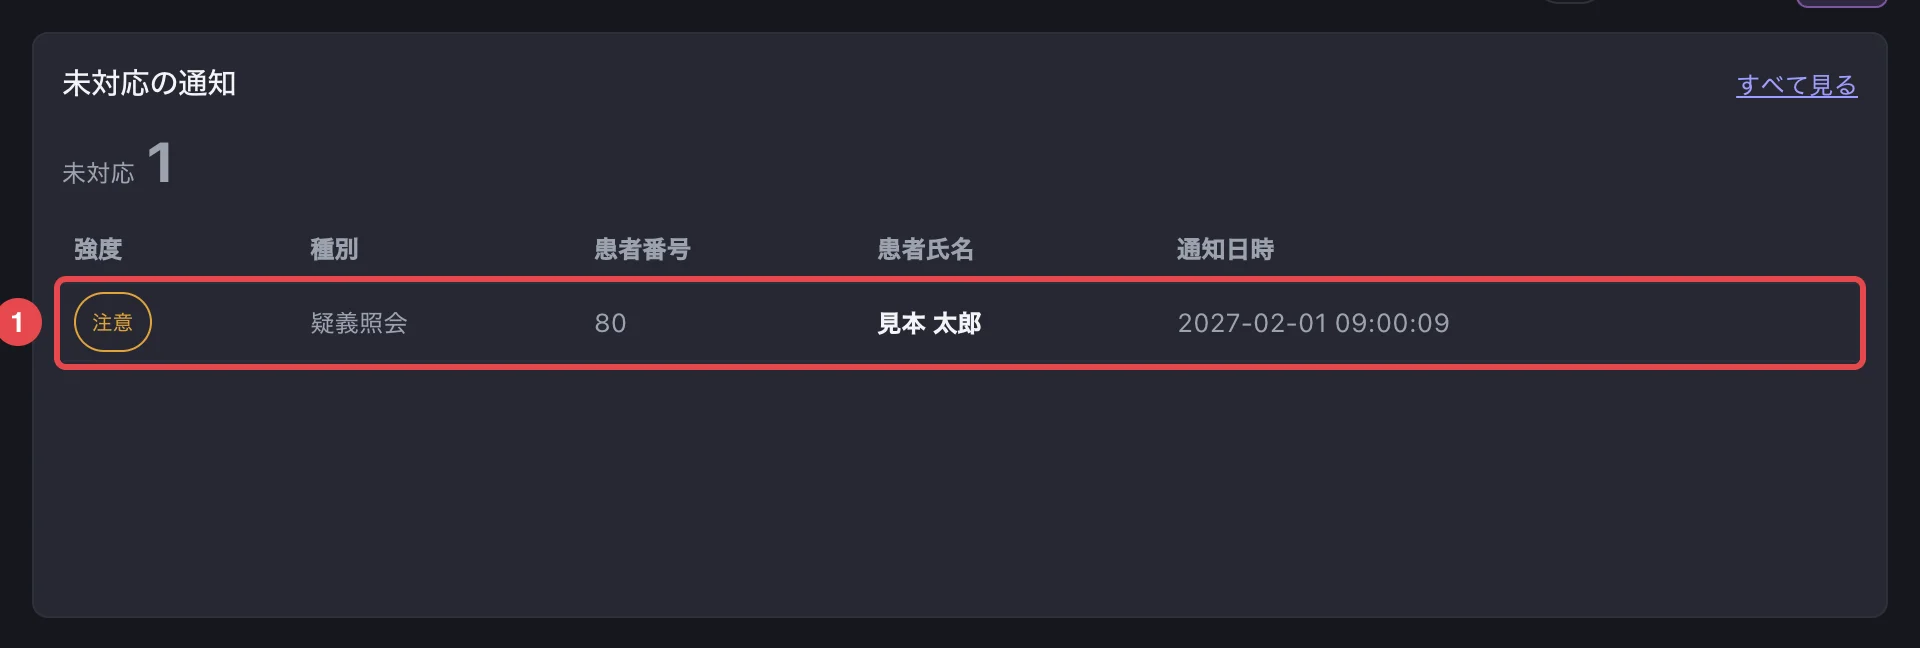 未対応の通知
すべて見る
未対応 1
強度 種別 患者番号 患者氏名 通知日時
1
注意 疑義照会 80 見本 太郎 2027-02-01 09:00:09